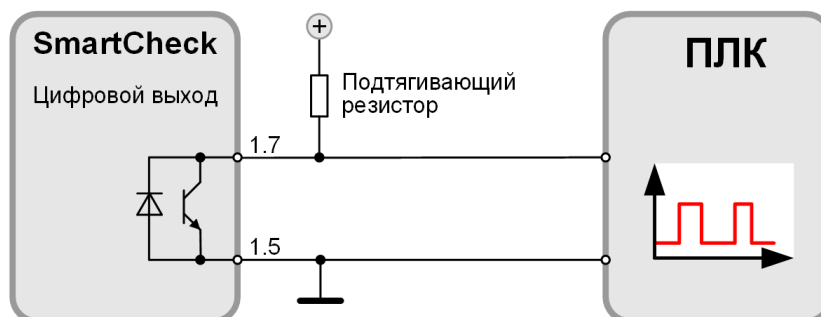 SmartCheck
Цифровой выход
+
Подтягивающий
резистор
1.7
1.5
ПЛК